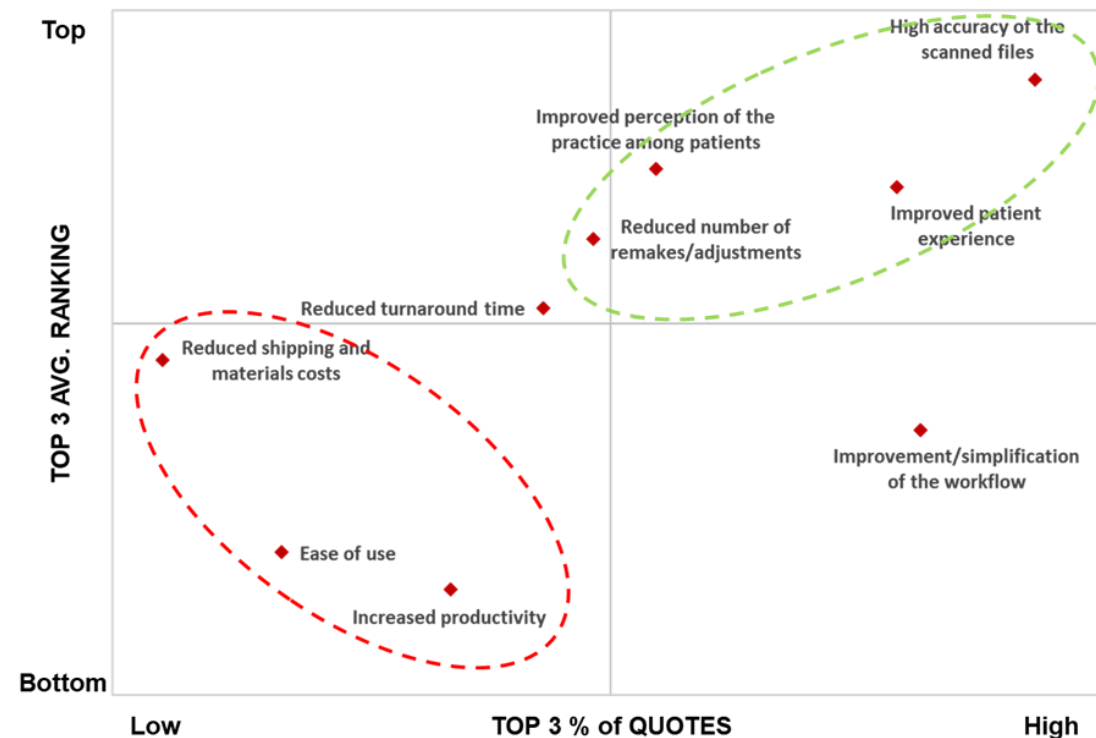 Top
High accuracy of the
scanned files
Improved perception of the
practice among patients
Improved patient
experience
Reduced number of
remakes/adjustments
Reduced turnaround time
TOP 3 AVG. RANKING
Reduced shipping and
materials costs
Improvement/simplification
of the workflow
Ease of use
Increased productivity
Bottom
Low
TOP 3 % of QUOTES
High